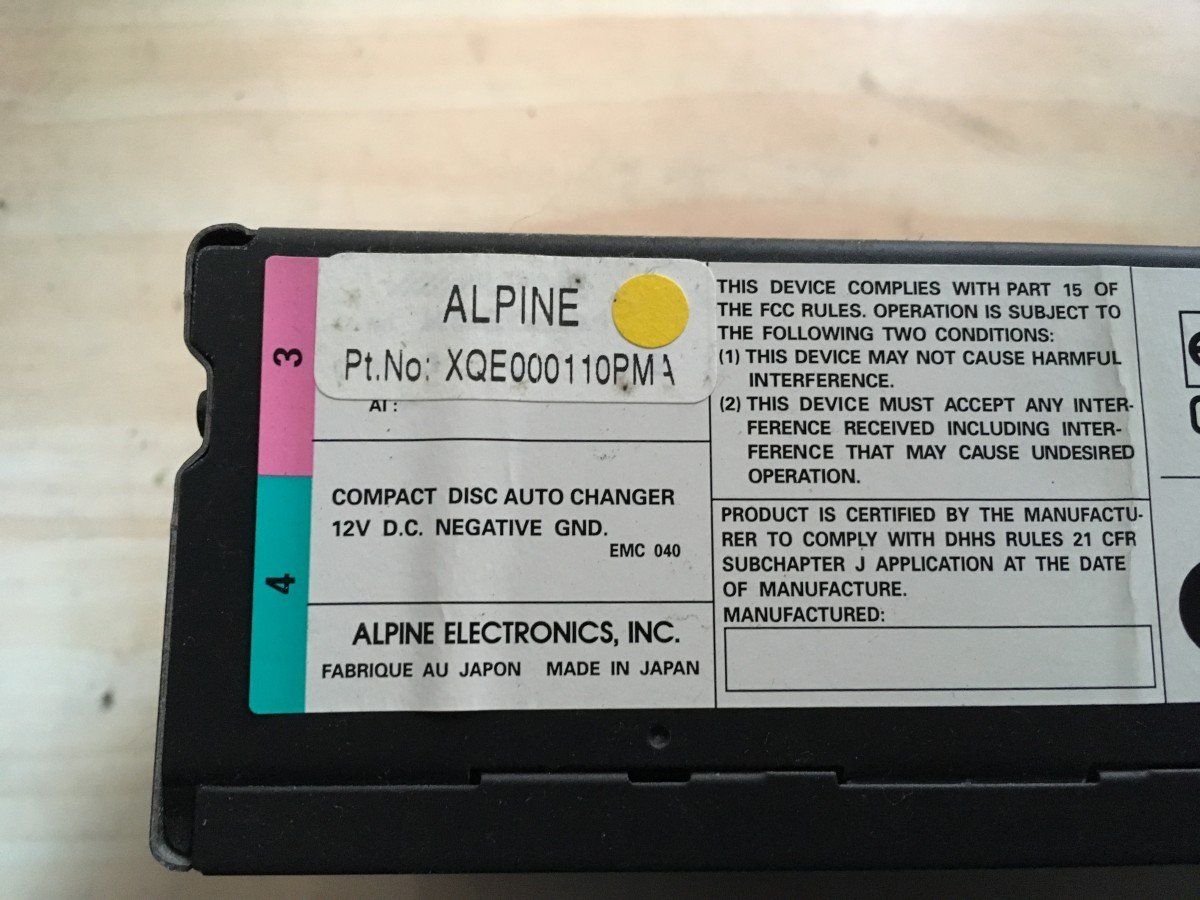 3
4
ALPINE
Pt.No: XQE000110PMA
AI :
COMPACT DISC AUTO CHANGER
12V D.C. NEGATIVE GND.
EMC 040
ALPINE ELECTRONICS, INC.
FABRIQUE AU JAPON MADE IN JAPAN
THIS DEVICE COMPLIES WITH PART 15 OF
THE FCC RULES. OPERATION IS SUBJECT TO
THE FOLLOWING TWO CONDITIONS:
(1) THIS DEVICE MAY NOT CAUSE HARMFUL
INTERFERENCE.
(2) THIS DEVICE MUST ACCEPT ANY INTER-
FERENCE RECEIVED INCLUDING INTER-
FERENCE THAT MAY CAUSE UNDESIRED
OPERATION.
PRODUCT IS CERTIFIED BY THE MANUFACTU-
RER TO COMPLY WITH DHHS RULES 21 CFR
SUBCHAPTER J APPLICATION AT THE DATE
OF MANUFACTURE.
MANUFACTURED: